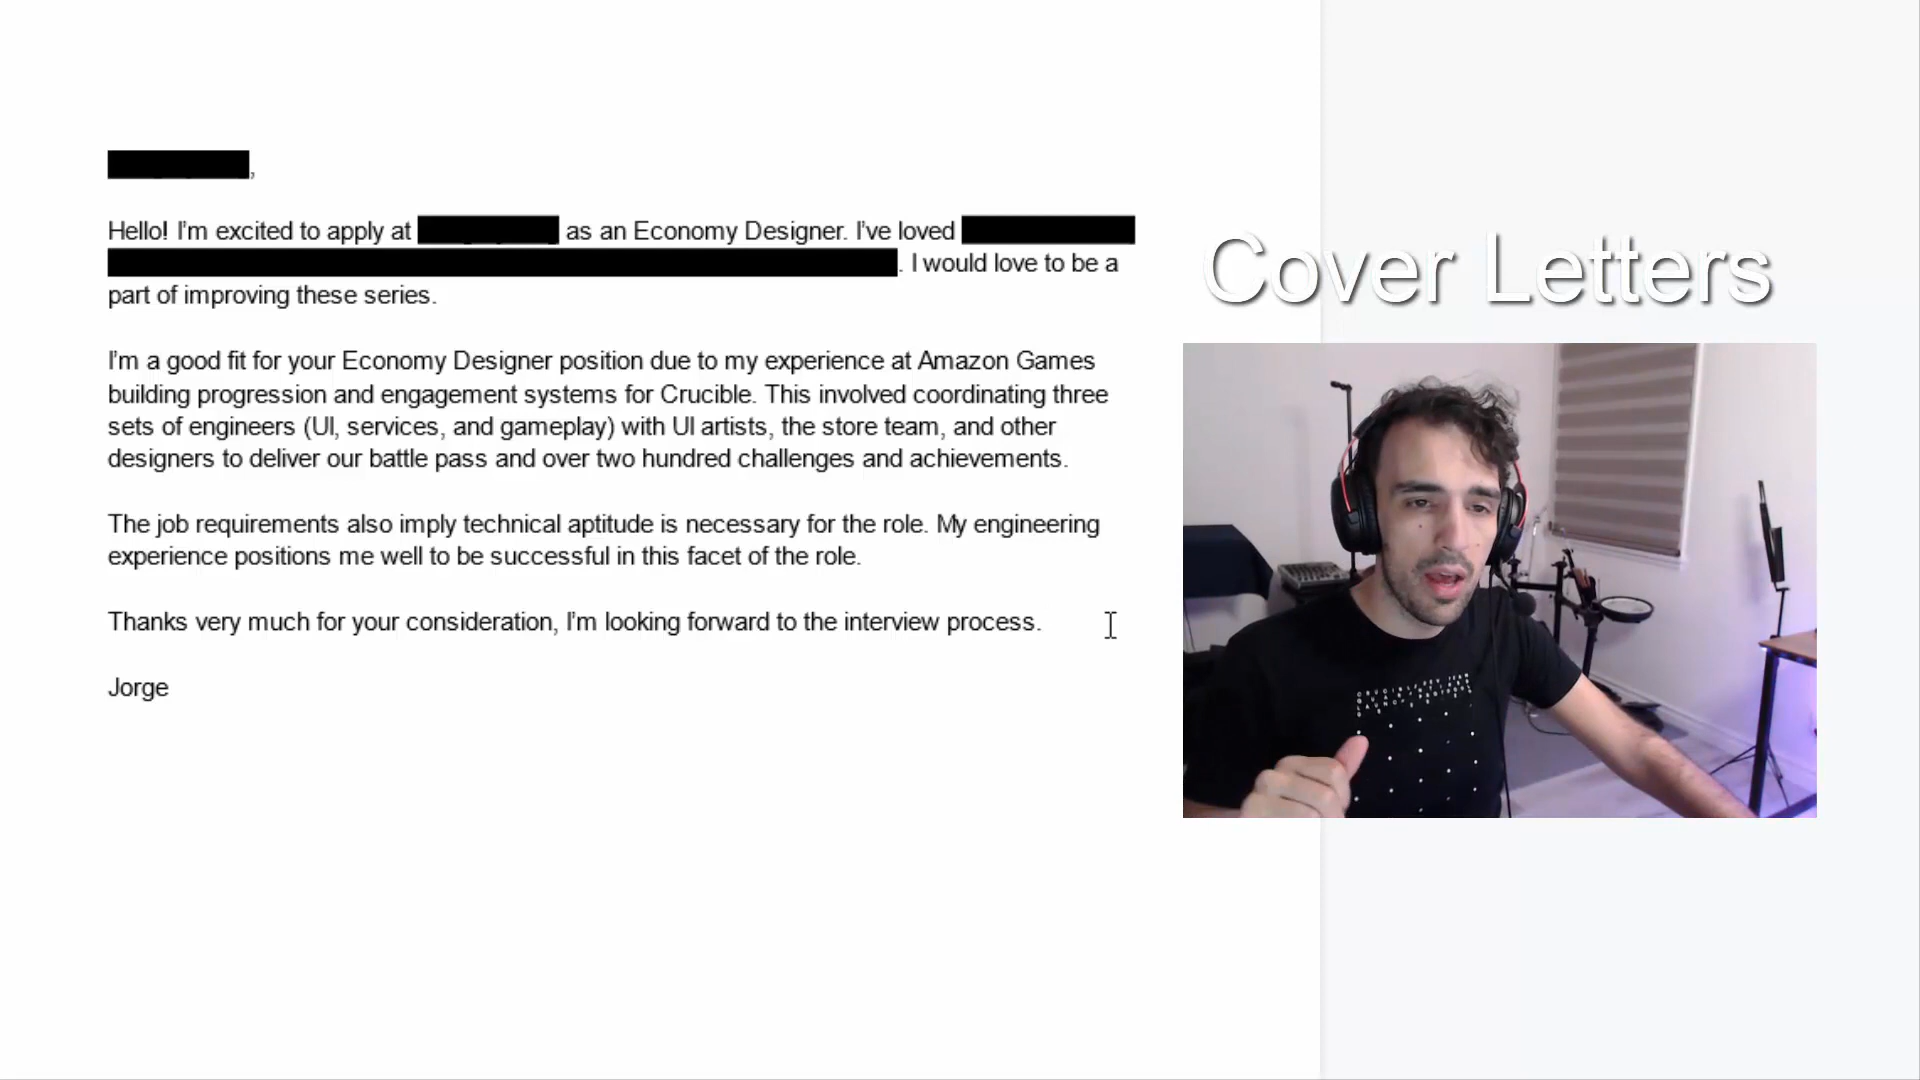 ,
Hello! I'm excited to apply at as an Economy Designer. I've loved
. I would love to be a
part of improving these series.
I'm a good fit for your Economy Designer position due to my experience at Amazon Games
building progression and engagement systems for Crucible. This involved coordinating three
sets of engineers (UI, services, and gameplay) with UI artists, the store team, and other
designers to deliver our battle pass and over two hundred challenges and achievements.
The job requirements also imply technical aptitude is necessary for the role. My engineering
experience positions me well to be successful in this facet of the role.
Thanks very much for your consideration, I'm looking forward to the interview process.
Jorge
Cover Letters